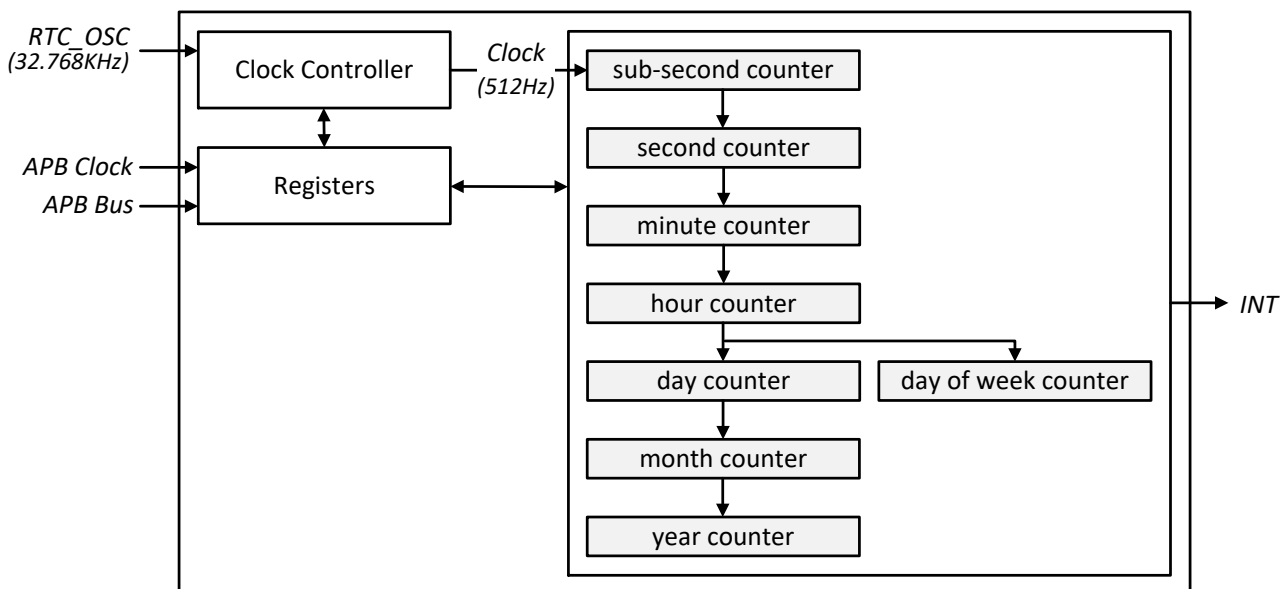 RTC_OSC
(32.768KHz)
Clock Controller
Clock
(512Hz)
sub-second counter
second counter
APB Clock
APB Bus
Registers
minute counter
hour counter
INT
day counter
day of week counter
month counter
year counter